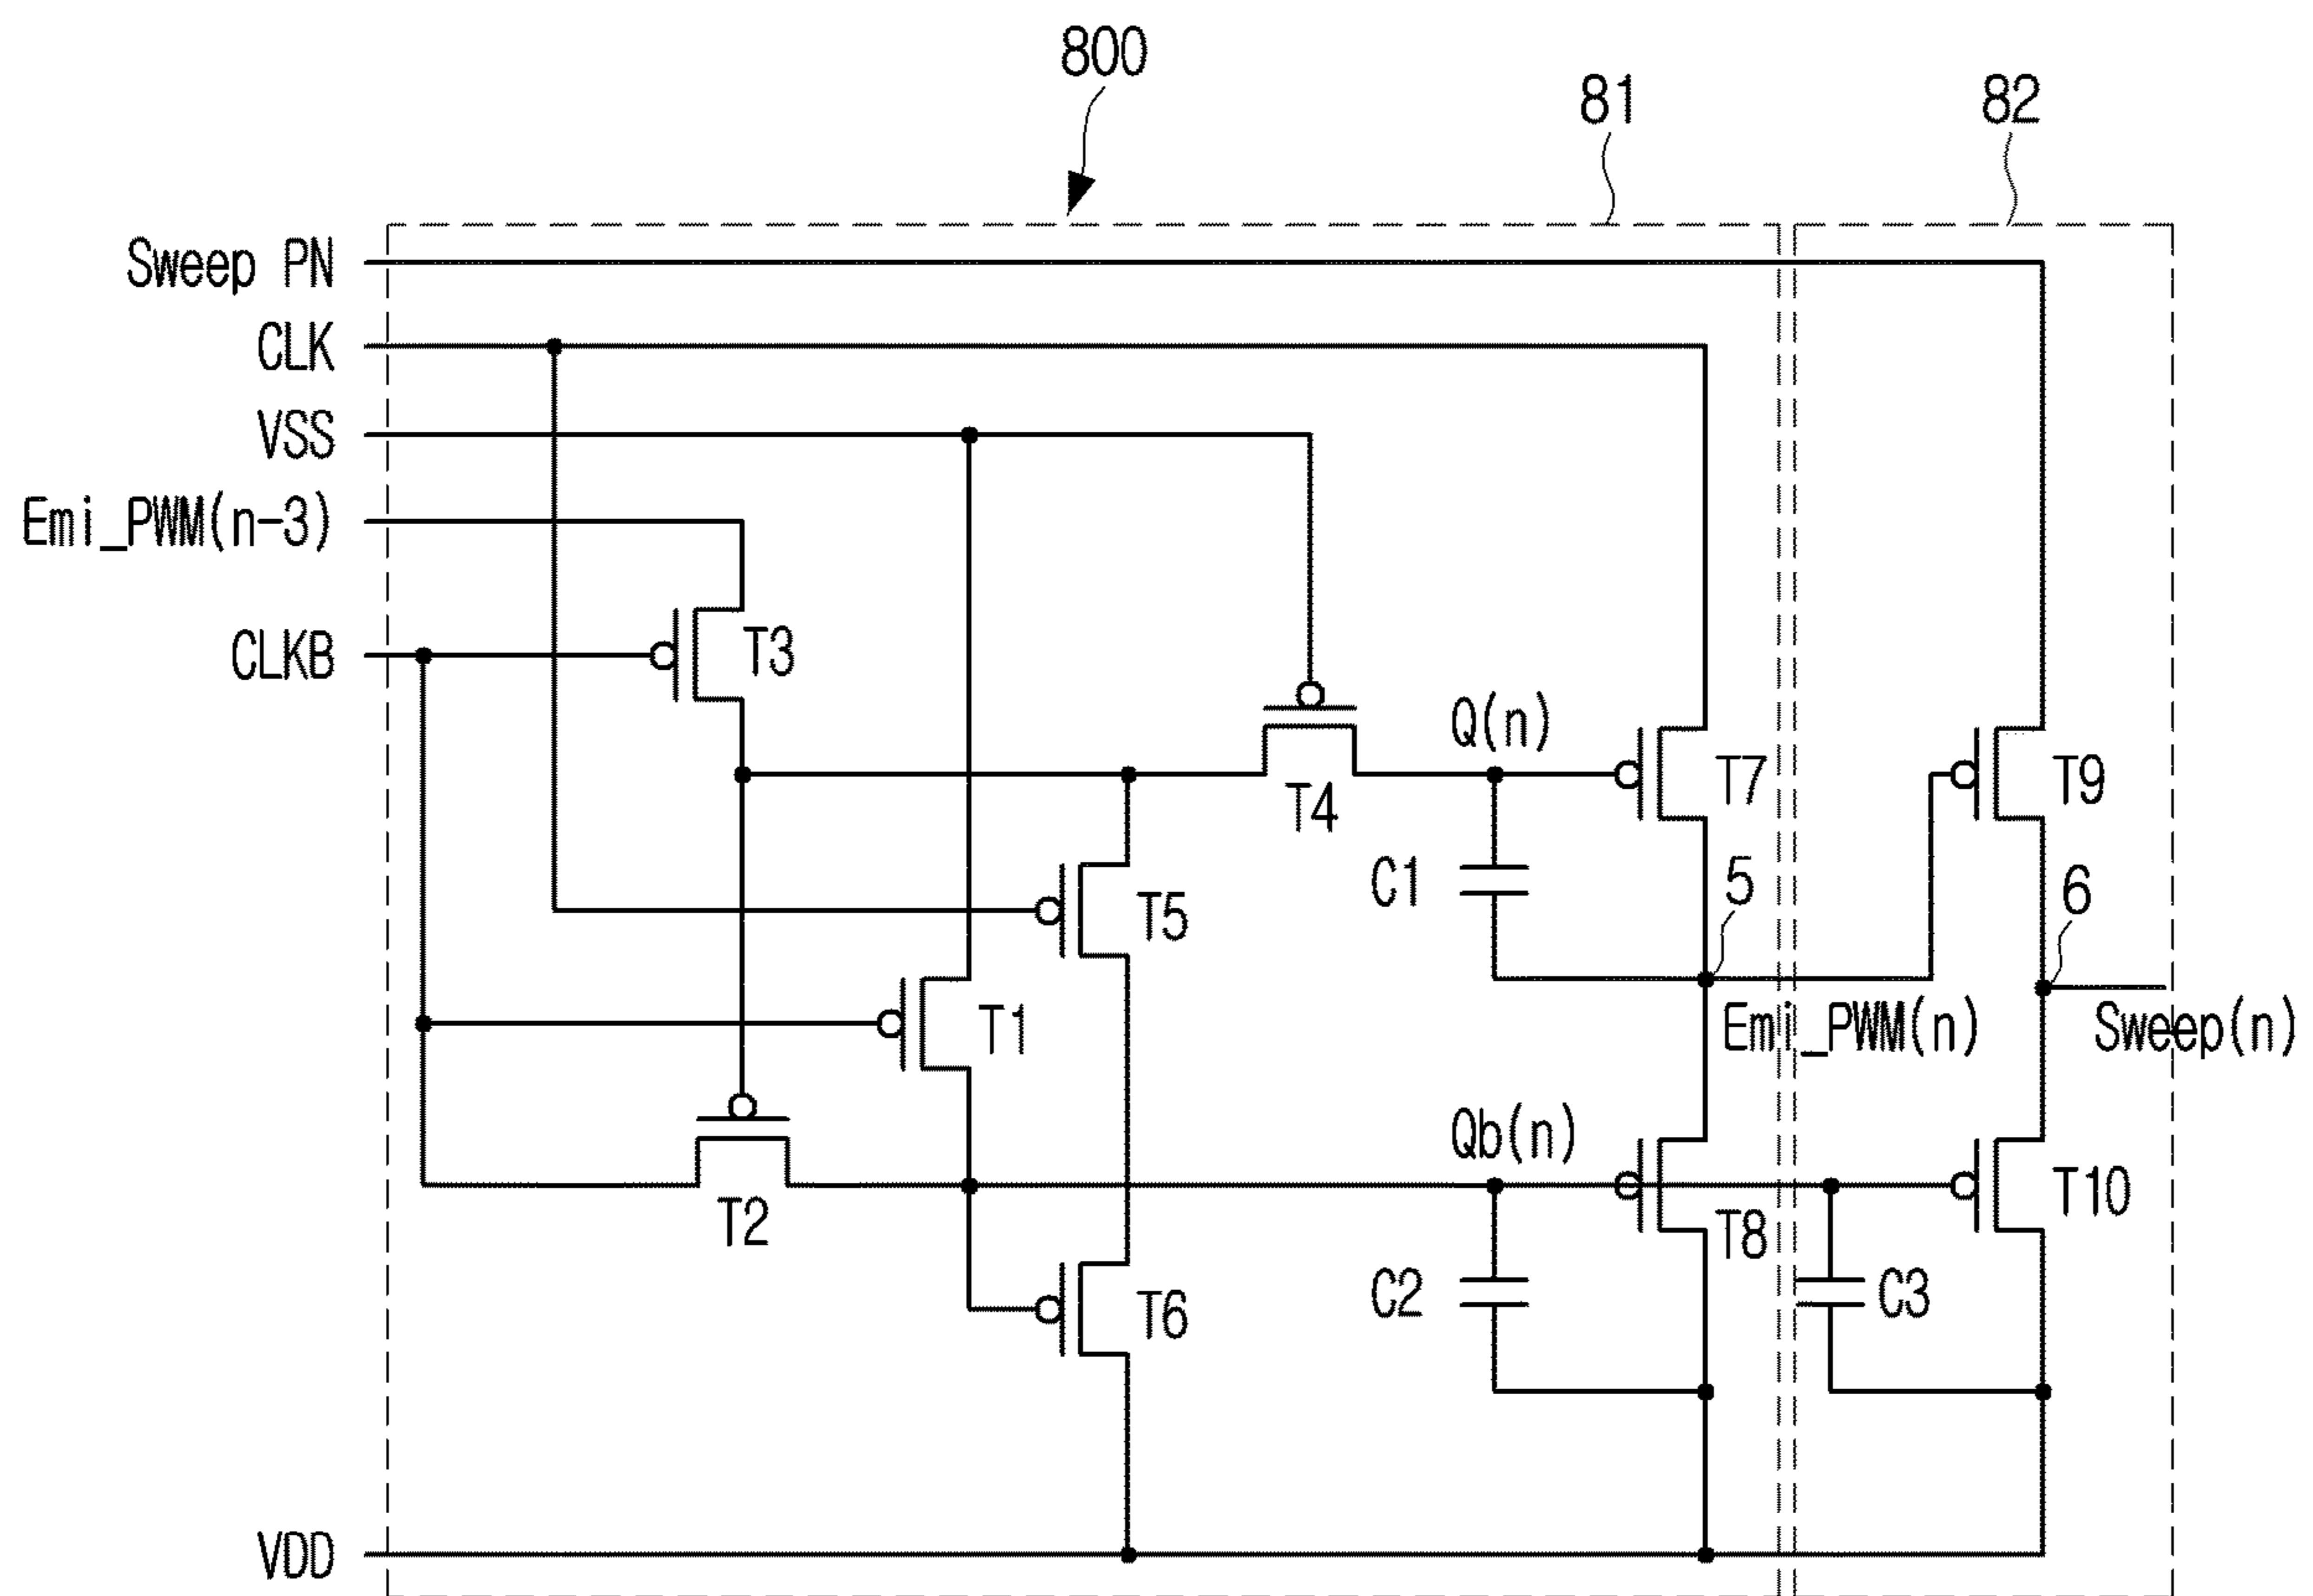 800
81
82
Sweep PN
CLK
VSS
Emi_PWM(n-3)
CLKB
T3
Q(n)
T4
T7
T9
C1
5
6
T5
T1
Emi_PWM(n)
Sweep(n)
Qb(n)
T2
T8
T10
C2
C3
T6
VDD